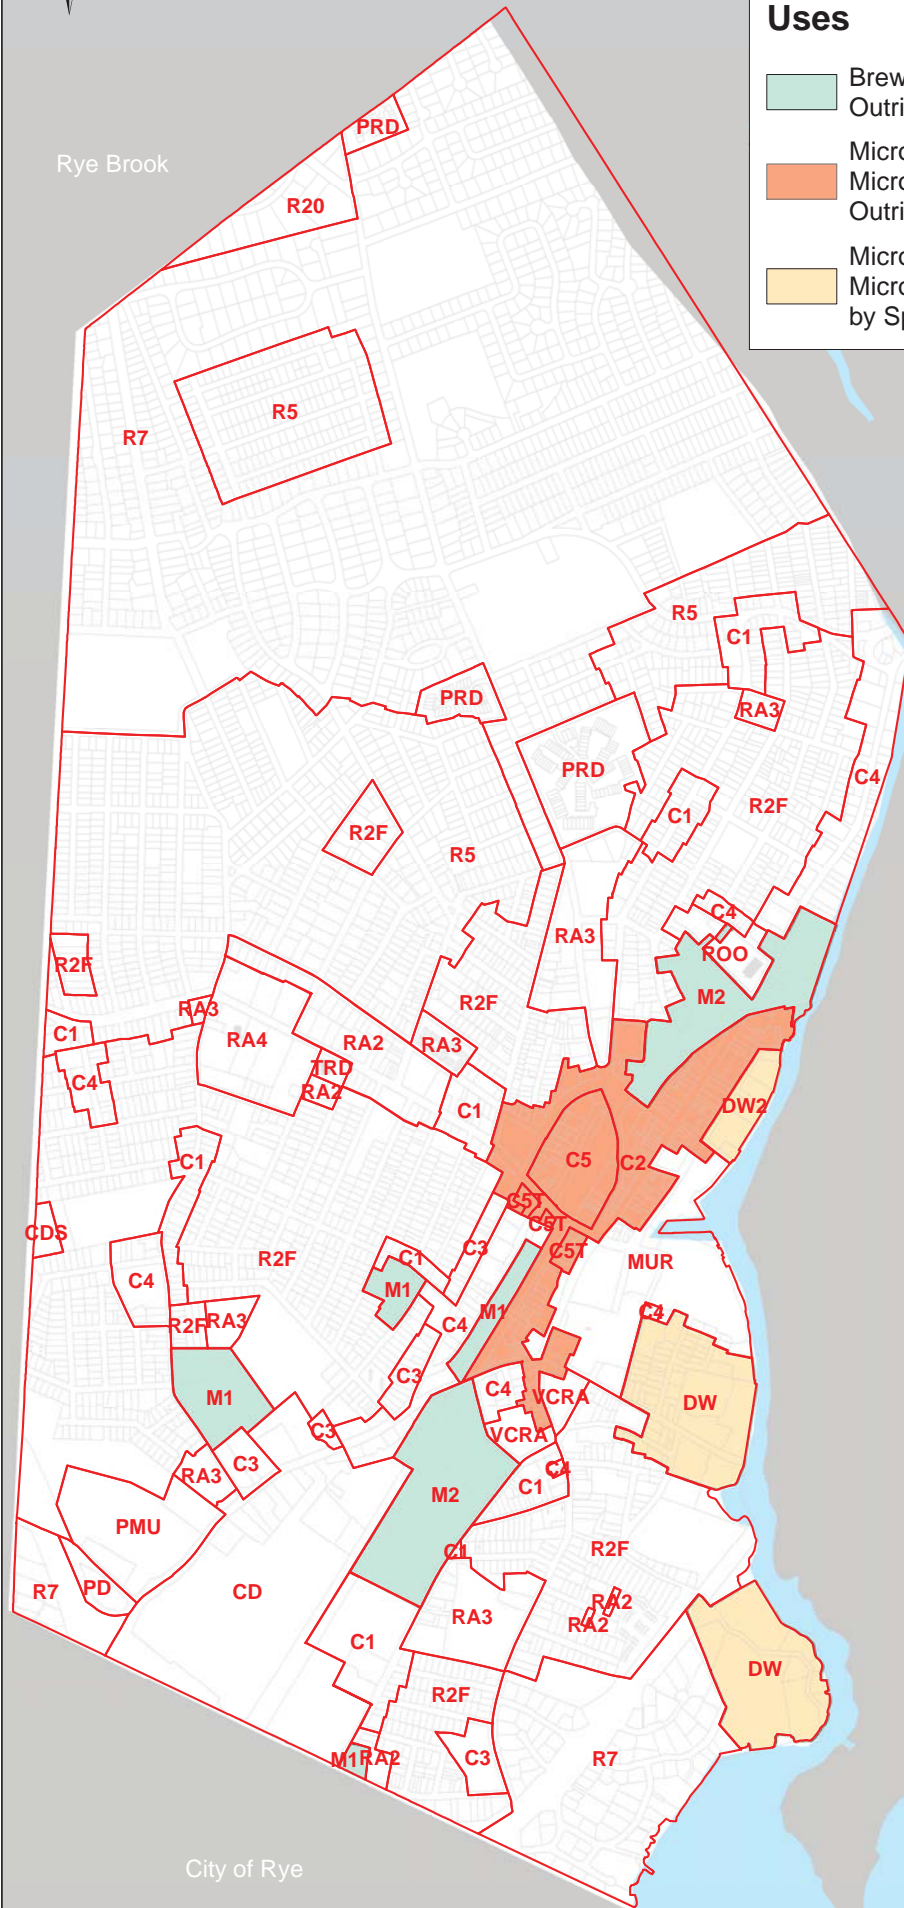 Uses
Brew
Outri
Micro
Micro
Outri
Micro
Micro
by Sp
Rye Brook
PRD
R20
R5
R7
R5
C1
PRD
RA3
PRD
C4
R2F
C1
R2F
R5
C4
RA3
POO
R2F
M2
R2F
RA3
C1
RA4
RA2
RA3
TRD
C4
RA2
C1
DW2
C5
C2
C1
C5T
C5T
CDS
C3
C5T
R2F
C1
MUR
C4
M1
M1
C4
R2F
RA3
C4
C3
C4
VCRA
DW
M1
C3
VCRA
C3
C4
RA3
C1
M2
PMU
C1
R2F
R7
PD
CD
RA2
RA3
RA2
C1
DW
R2F
M1
RA2
C3
R7
City of Rye